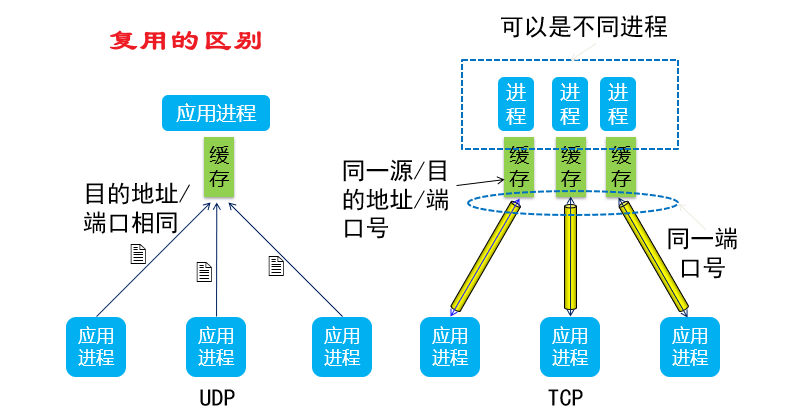 可以是不同进程
复用的区别
应用进程
缓
存
目的地址/
端口相同
应用
进程
应用
进程
应用
进程
UDP
进
程
进
程
进
程
缓
存
缓
存
缓
存
同一源/目
的地址/端
口号
同一端
口号
应用
进程
应用
进程
应用
进程
TCP